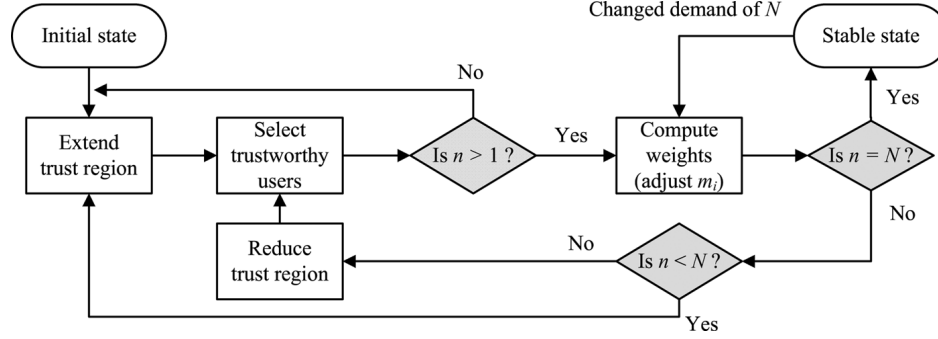 Changed demand of N
Initial state
Stable state
No
Yes
Extend
trust region
Select
trustworthy
users
Is n > 1 ?
Yes
Compute
weights
(adjust mᵢ)
Is n = N ?
No
Reduce
trust region
No
Is n < N ?
Yes